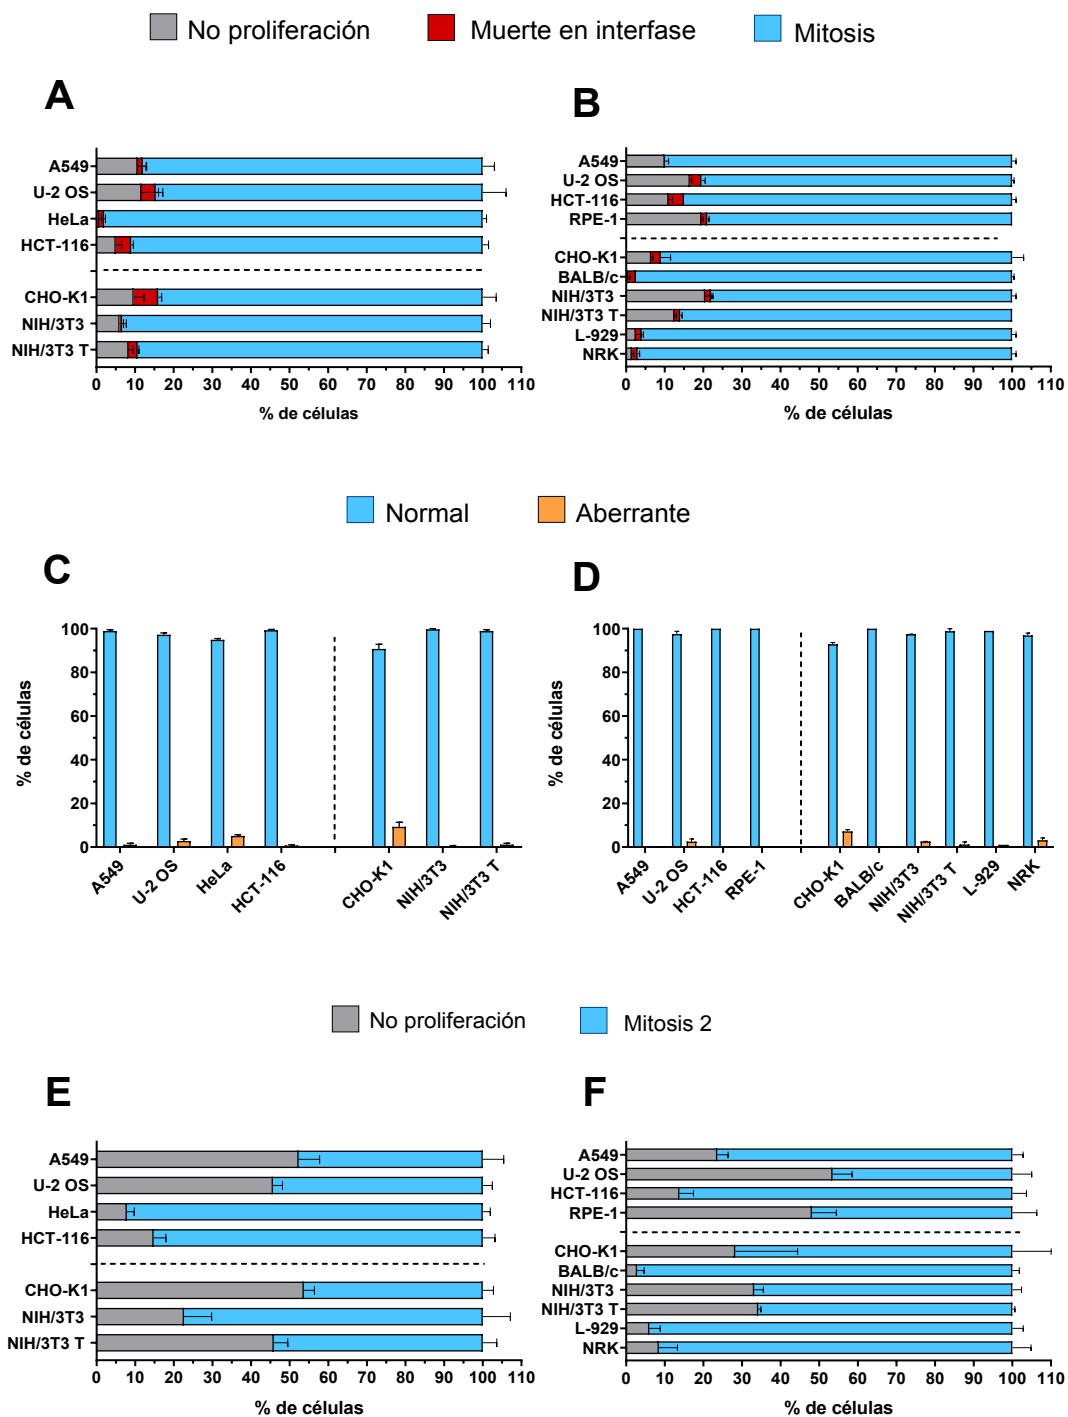 No proliferación Muerte en interfase Mitosis
A
A549
U-2 OS
HeLa
HCT-116
CHO-K1
NIH/3T3
NIH/3T3 T
0 10 20 30 40 50 60 70 80 90 100 110
% de células
B
A549
U-2 OS
HCT-116
RPE-1
CHO-K1
BALB/c
NIH/3T3
NIH/3T3 T
L-929
NRK
0 10 20 30 40 50 60 70 80 90 100 110
% de células
Normal Aberrante
C
% de células
100
80
60
40
20
0
A549 U-2 OS HeLa HCT-116 CHO-K1 NIH/3T3 NIH/3T3 T
D
% de células
100
80
60
40
20
0
A549 U-2 OS HCT-116 RPE-1 CHO-K1 BALB/c NIH/3T3 NIH/3T3 T L-929 NRK
No proliferación Mitosis 2
E
A549
U-2 OS
HeLa
HCT-116
CHO-K1
NIH/3T3
NIH/3T3 T
0 10 20 30 40 50 60 70 80 90 100 110
% de células
F
A549
U-2 OS
HCT-116
RPE-1
CHO-K1
BALB/c
NIH/3T3
NIH/3T3 T
L-929
NRK
0 10 20 30 40 50 60 70 80 90 100 110
% de células